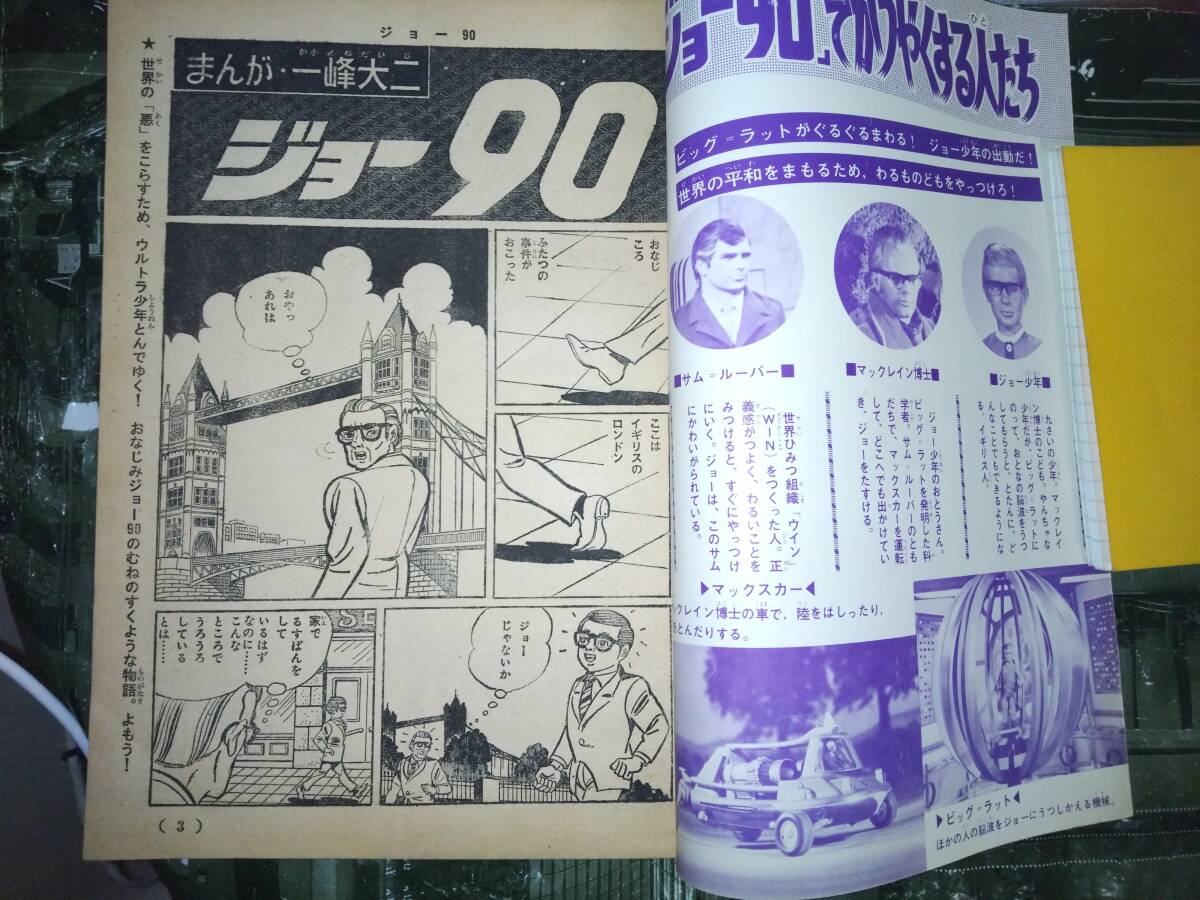 ジョー90
まんが・一峰大二
ジョー90
★世界の「悪」をこらすため、ウルトラ少年とんでゆく! おなじみジョー90のむねのすくような物語。よもう!
おなじ
ころ
ふたつの
事件が
おこった
おやっ
あれは
ここは
イギリスの
ロンドン
ジョー
じゃないか
家で
るすばんを
して
いるはず
なのに……
こんな
ところで
うろうろ
している
とは……
(3)
ジョー90」でかつやくする人たち
ビッグ=ラットがぐるぐるまわる! ジョー少年の出動だ!
世界の平和をまもるため,わるものどもをやっつけろ!
■ジョー少年■
九さいの少年。マックレイ
ン博士のこども。やんちゃな
少年だが、ビッグ=ラットに
のって、おとなの脳波をうつ
してもらうと、とたんに、ど
んなことでもできるようにな
る。イギリス人。
■マックレイン博士■
ジョー少年のおとうさん。
ビッグ=ラットを発明した科
学者。サム=ルーバーのとも
だちで、マックスカーを運転
して、どこへでも出かけてい
き、ジョーをたすける。
■サム=ルーバー■
世界ひみつ組織「ウイン」
(WIN)をつくった人。正
義感がつよく、わるいことを
みつけると、すぐにやっつけ
にいく。ジョーは、このサム
にかわいがられている。
▶マックスカー◀
クレイン博士の車で,陸をはしったり,
をとんだりする。
▶ビッグ=ラット◀
ほかの人の脳波をジョーにうつしかえる機械。